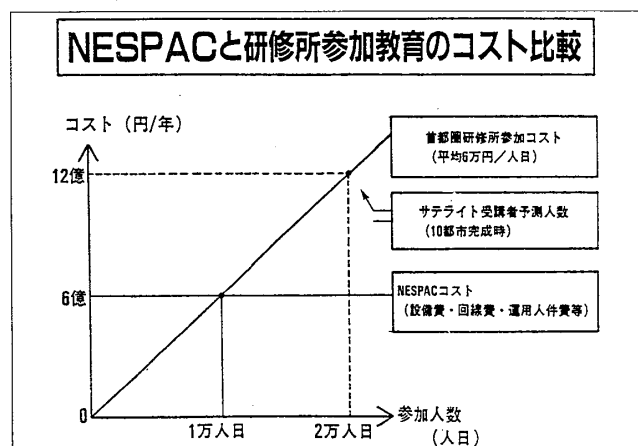 NESPACと研修所参加教育のコスト比較
コスト（円/年）
12億
6億
0
1万人日
2万人日
参加人数
（人日）
首都圏研修所参加コスト
（平均6万円／人日）
サテライト受講者予測人数
（10都市完成時）
NESPACコスト
（設備費・回線費・運用人件費等）